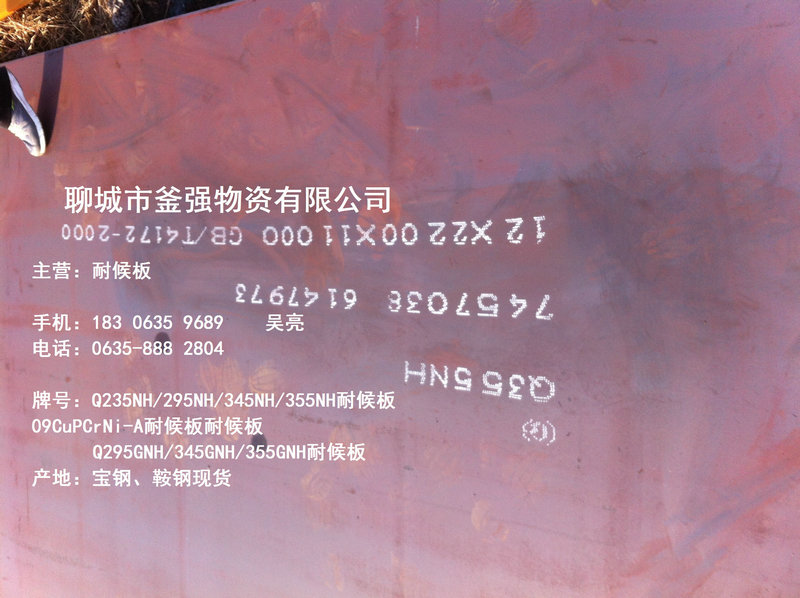 聊城市釜强物资有限公司
12X2200X11000 GB/T4172-2000
主营：耐候板
7457038 6147973
手机：183 0635 9689 吴亮
电话：0635-888 2804
Q355NH
牌号：Q235NH/295NH/345NH/355NH耐候板
09CuPCrNi-A耐候板耐候板
Q295GNH/345GNH/355GNH耐候板
产地：宝钢、鞍钢现货